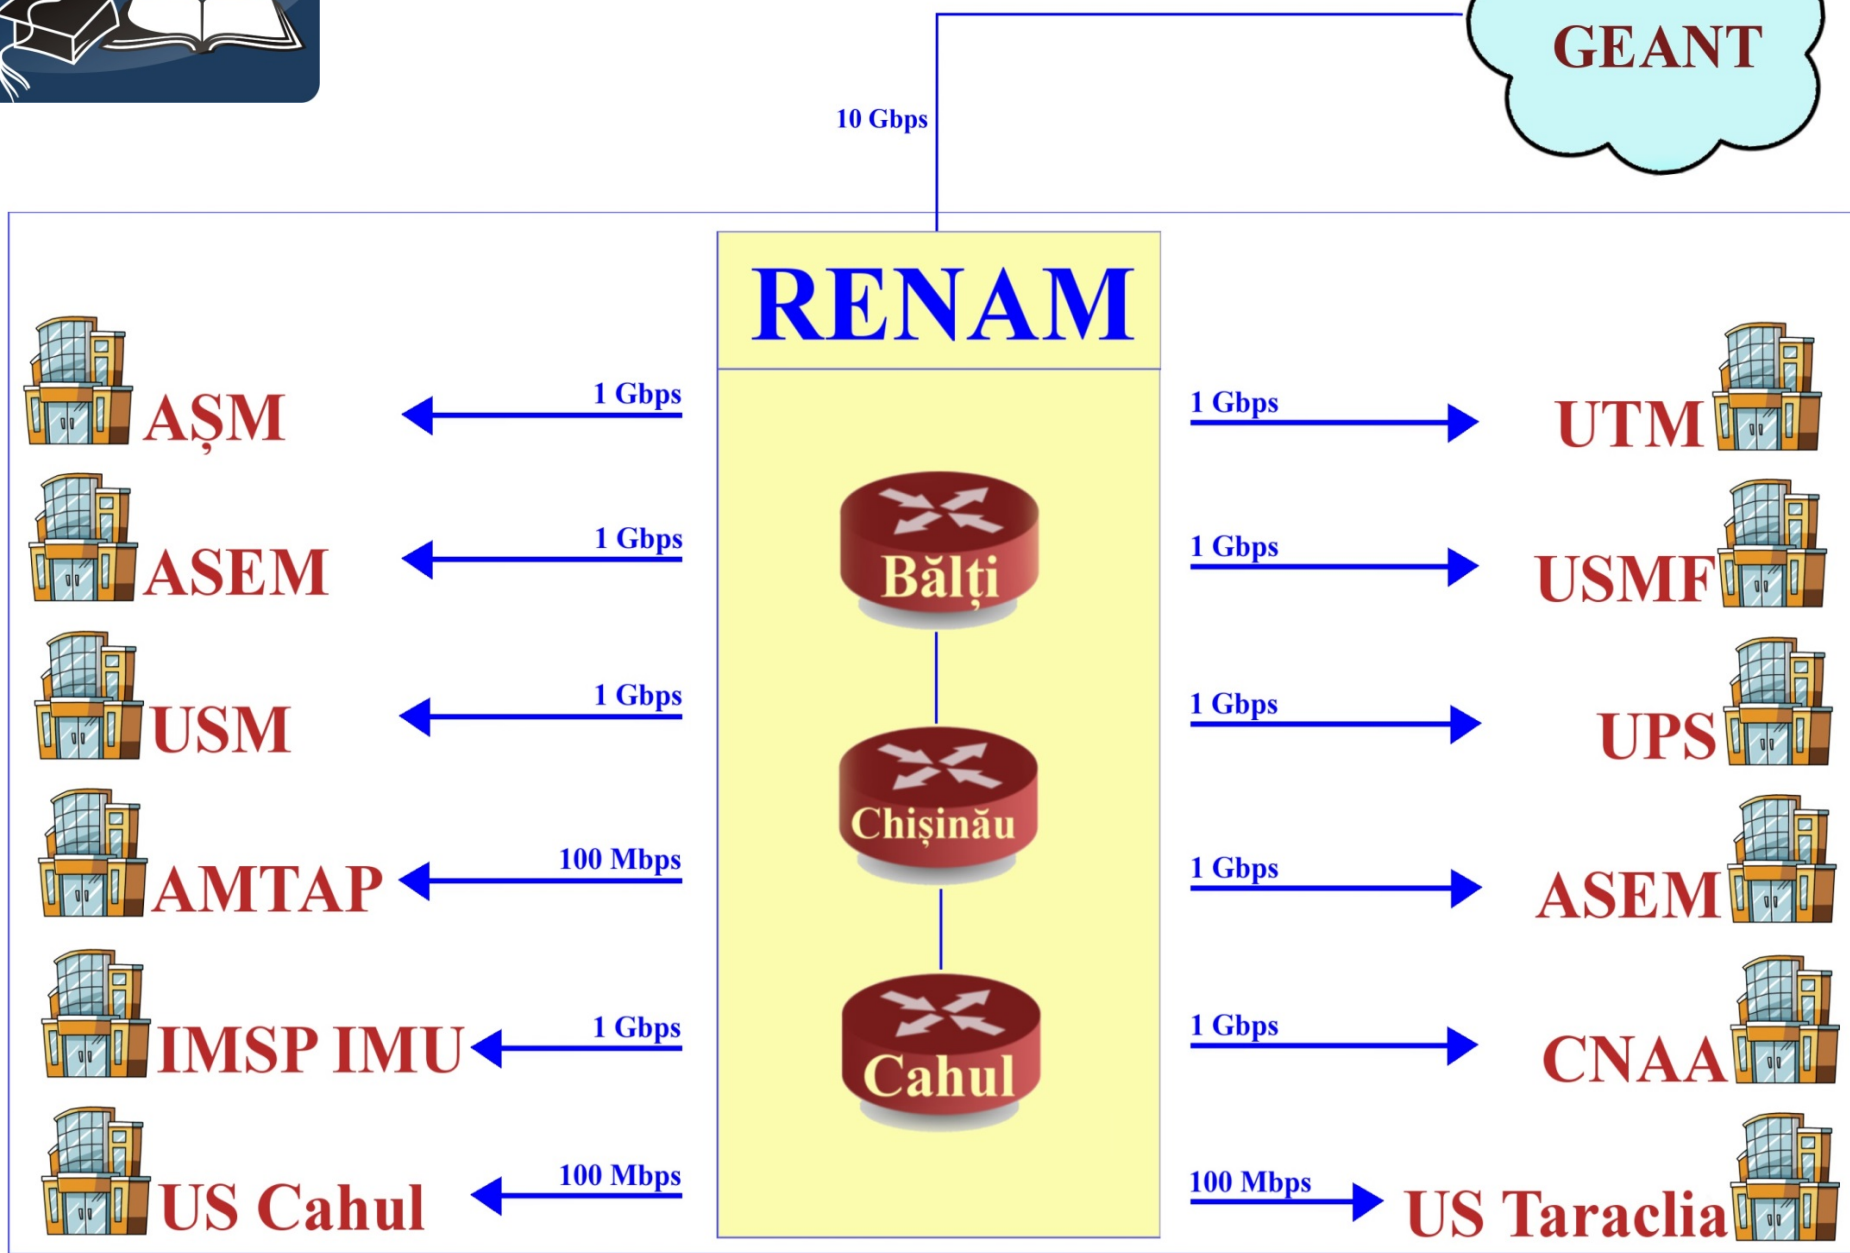 GEANT
10 Gbps
RENAM
1 Gbps
AȘM
1 Gbps
UTM
1 Gbps
ASEM
1 Gbps
USMF
Bălți
1 Gbps
USM
1 Gbps
UPS
Chișinău
100 Mbps
AMTAP
1 Gbps
ASEM
1 Gbps
IMSP IMU
1 Gbps
CNAA
Cahul
100 Mbps
US Cahul
100 Mbps
US Taraclia